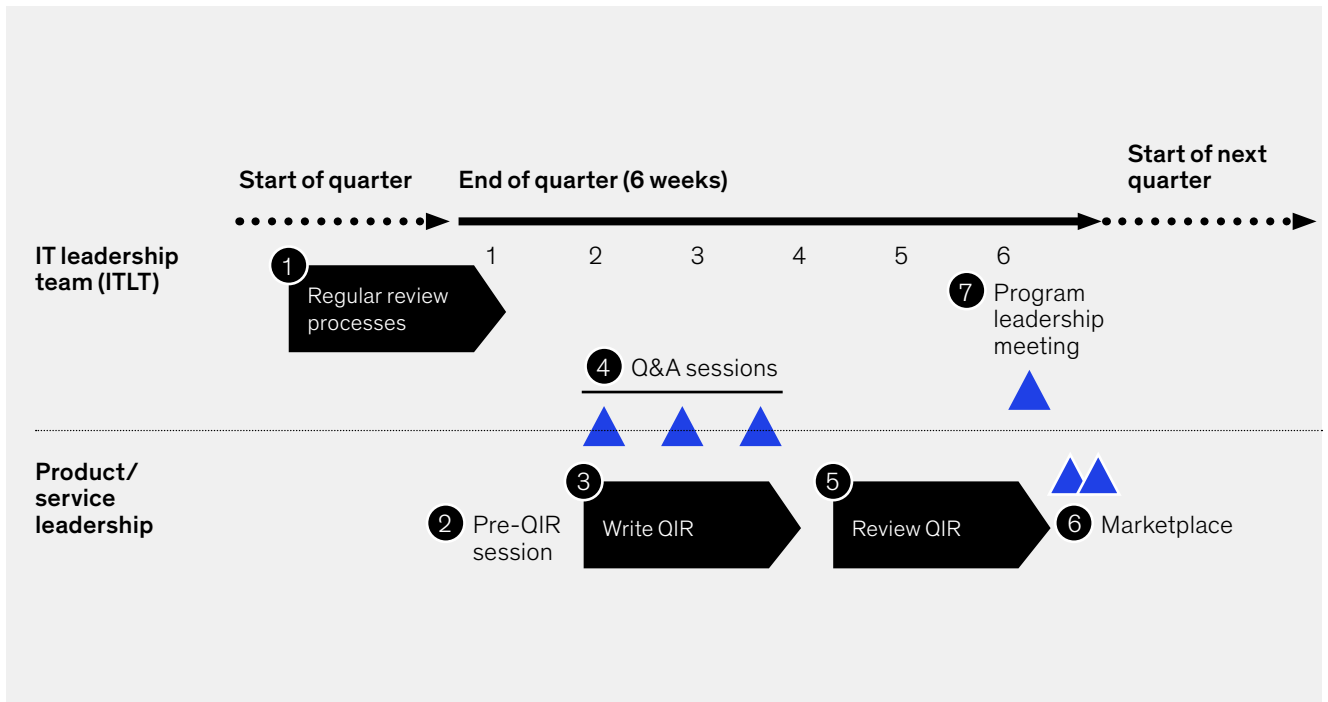 Start of quarter
End of quarter (6 weeks)
Start of next
quarter
IT leadership
team (ITLT)
1
2
3
4
5
6
1
Regular review
processes
7
Program
leadership
meeting
4
Q&A sessions
Product/
service
leadership
2
Pre-QIR
session
3
Write QIR
5
Review QIR
6
Marketplace